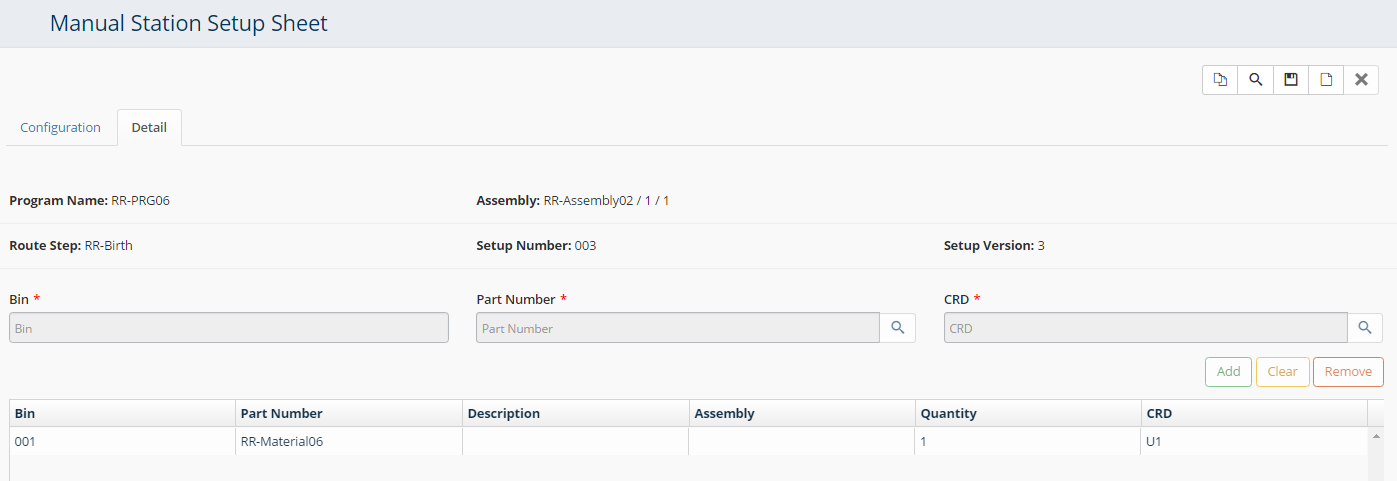 Manual Station Setup Sheet
Configuration Detail
Program Name: RR-PRG06 Assembly: RR-Assembly02 / 1 / 1
Route Step: RR-Birth Setup Number: 003 Setup Version: 3
Bin * Part Number * CRD *
Bin Part Number CRD
Add Clear Remove
Bin Part Number Description Assembly Quantity CRD
001 RR-Material06 1 U1